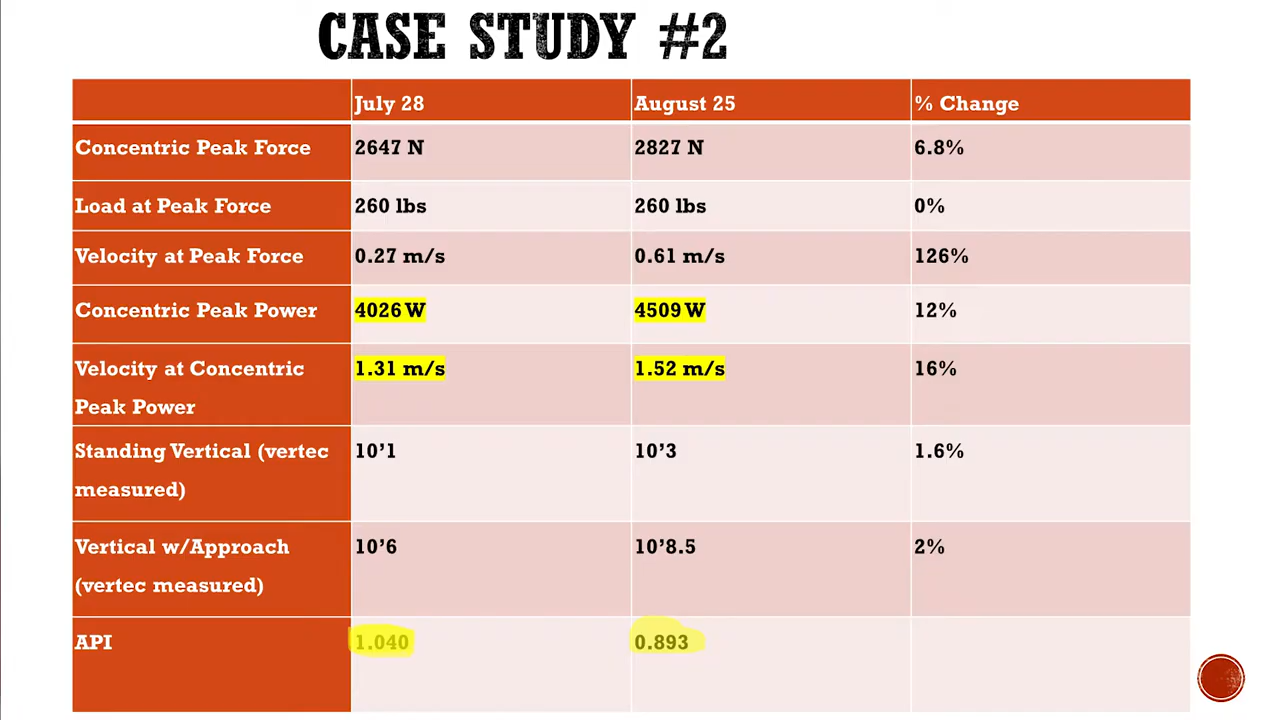 CASE STUDY #2
July 28 August 25 % Change
Concentric Peak Force 2647 N 2827 N 6.8%
Load at Peak Force 260 lbs 260 lbs 0%
Velocity at Peak Force 0.27 m/s 0.61 m/s 126%
Concentric Peak Power 4026 W 4509 W 12%
Velocity at Concentric 1.31 m/s 1.52 m/s 16%
Peak Power
Standing Vertical (vertec 10’1 10’3 1.6%
measured)
Vertical w/Approach 10’6 10’8.5 2%
(vertec measured)
API 1.040 0.893